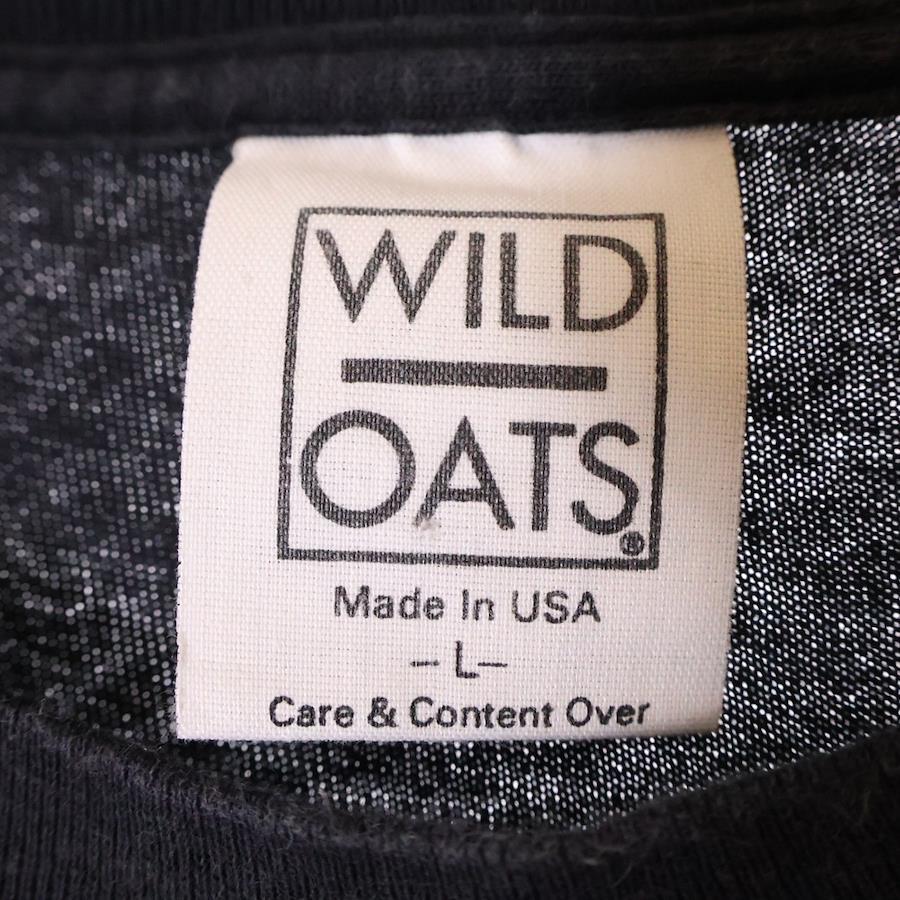 WILD
OATS®
Made In USA
– L –
Care & Content Over